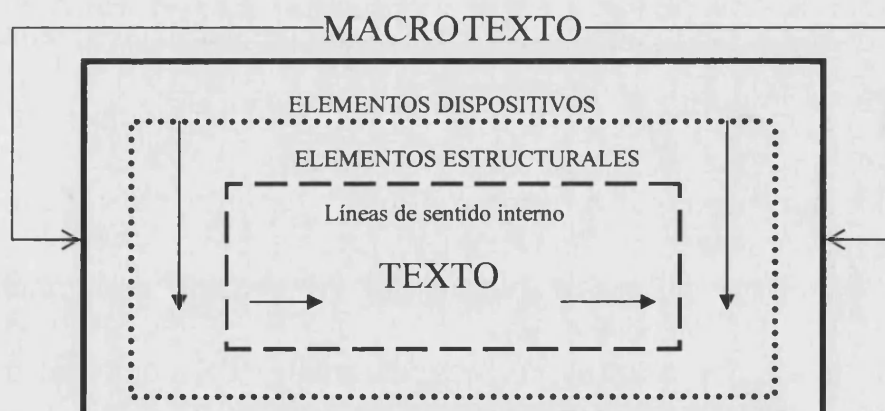 MACROTEXTO
ELEMENTOS DISPOSITIVOS
ELEMENTOS ESTRUCTURALES
Líneas de sentido interno
TEXTO